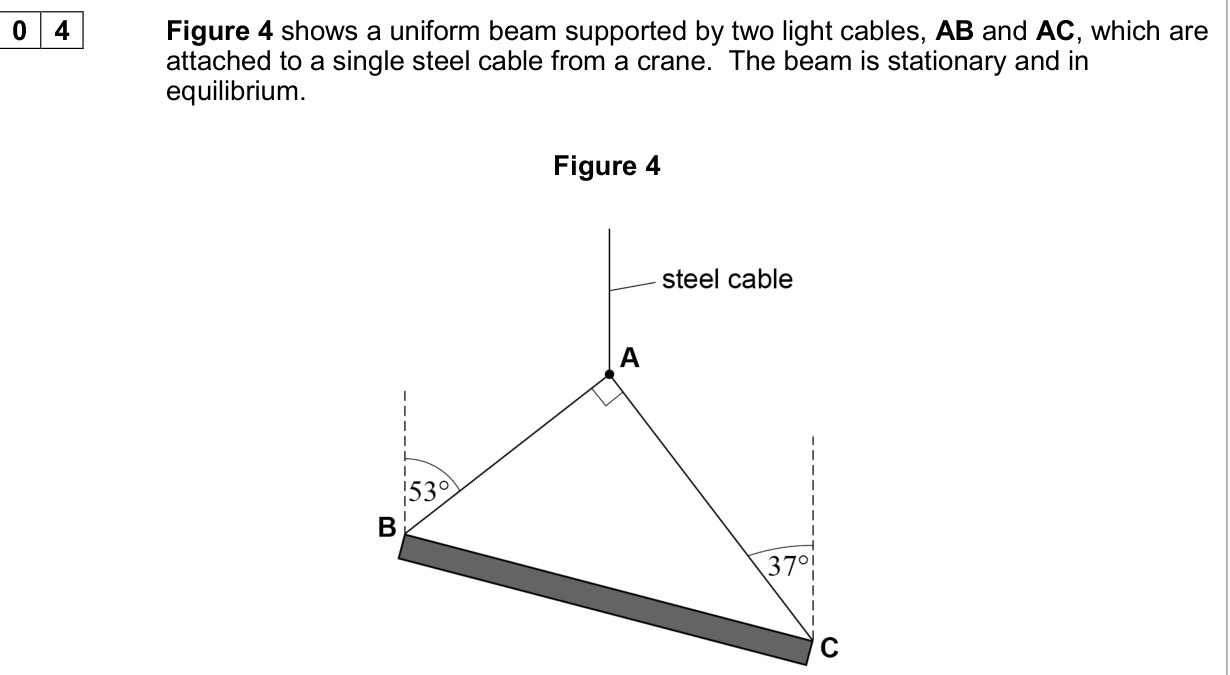 0 4 Figure 4 shows a uniform beam supported by two light cables, AB and AC, which are
attached to a single steel cable from a crane. The beam is stationary and in
equilibrium.
Figure 4
steel cable
A
53°
B
37°
C